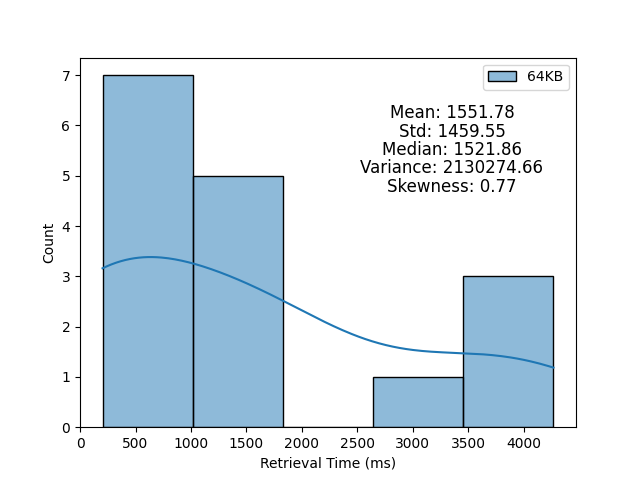 64KB
Mean: 1551.78
Std: 1459.55
Median: 1521.86
Variance: 2130274.66
Skewness: 0.77
7
6
5
4
3
2
1
0
Count
0 500 1000 1500 2000 2500 3000 3500 4000
Retrieval Time (ms)